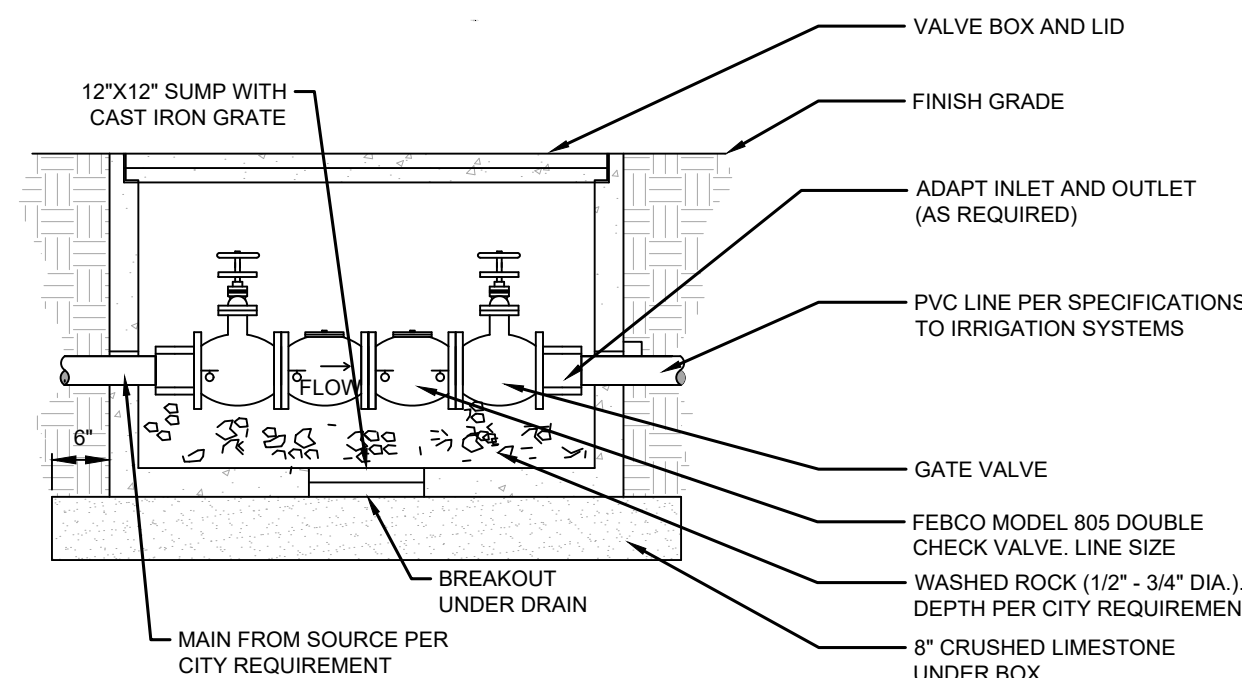 VALVE BOX AND LID
12"X12" SUMP WITH
CAST IRON GRATE
FINISH GRADE
ADAPT INLET AND OUTLET
(AS REQUIRED)
PVC LINE PER SPECIFICATIONS
TO IRRIGATION SYSTEMS
FLOW
6"
GATE VALVE
FEBCO MODEL 805 DOUBLE
CHECK VALVE. LINE SIZE
WASHED ROCK (1/2" - 3/4" DIA.).
DEPTH PER CITY REQUIREMEN
BREAKOUT
UNDER DRAIN
MAIN FROM SOURCE PER
CITY REQUIREMENT
8" CRUSHED LIMESTONE
UNDER BOX